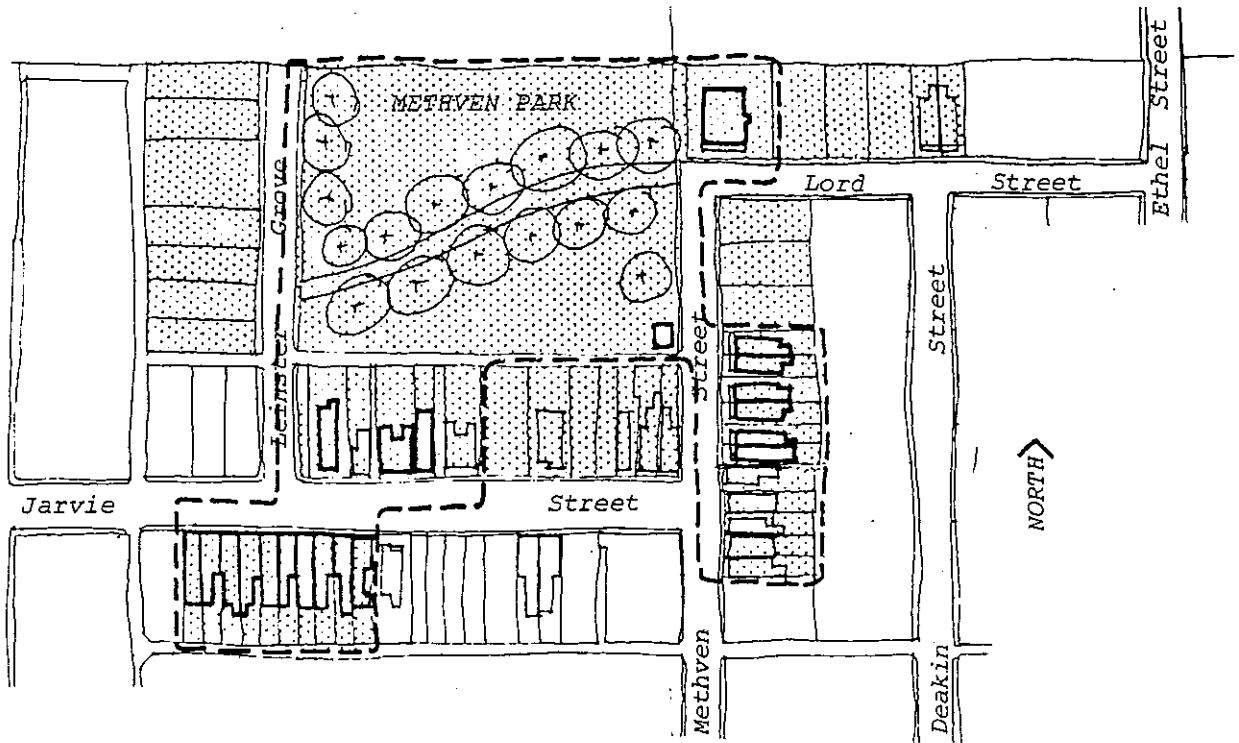 METHVEN PARK
Ethel Street
Lord Street
Leinster Grove
Street
Street
Jarvie Street
NORTH
Methven
Deakin